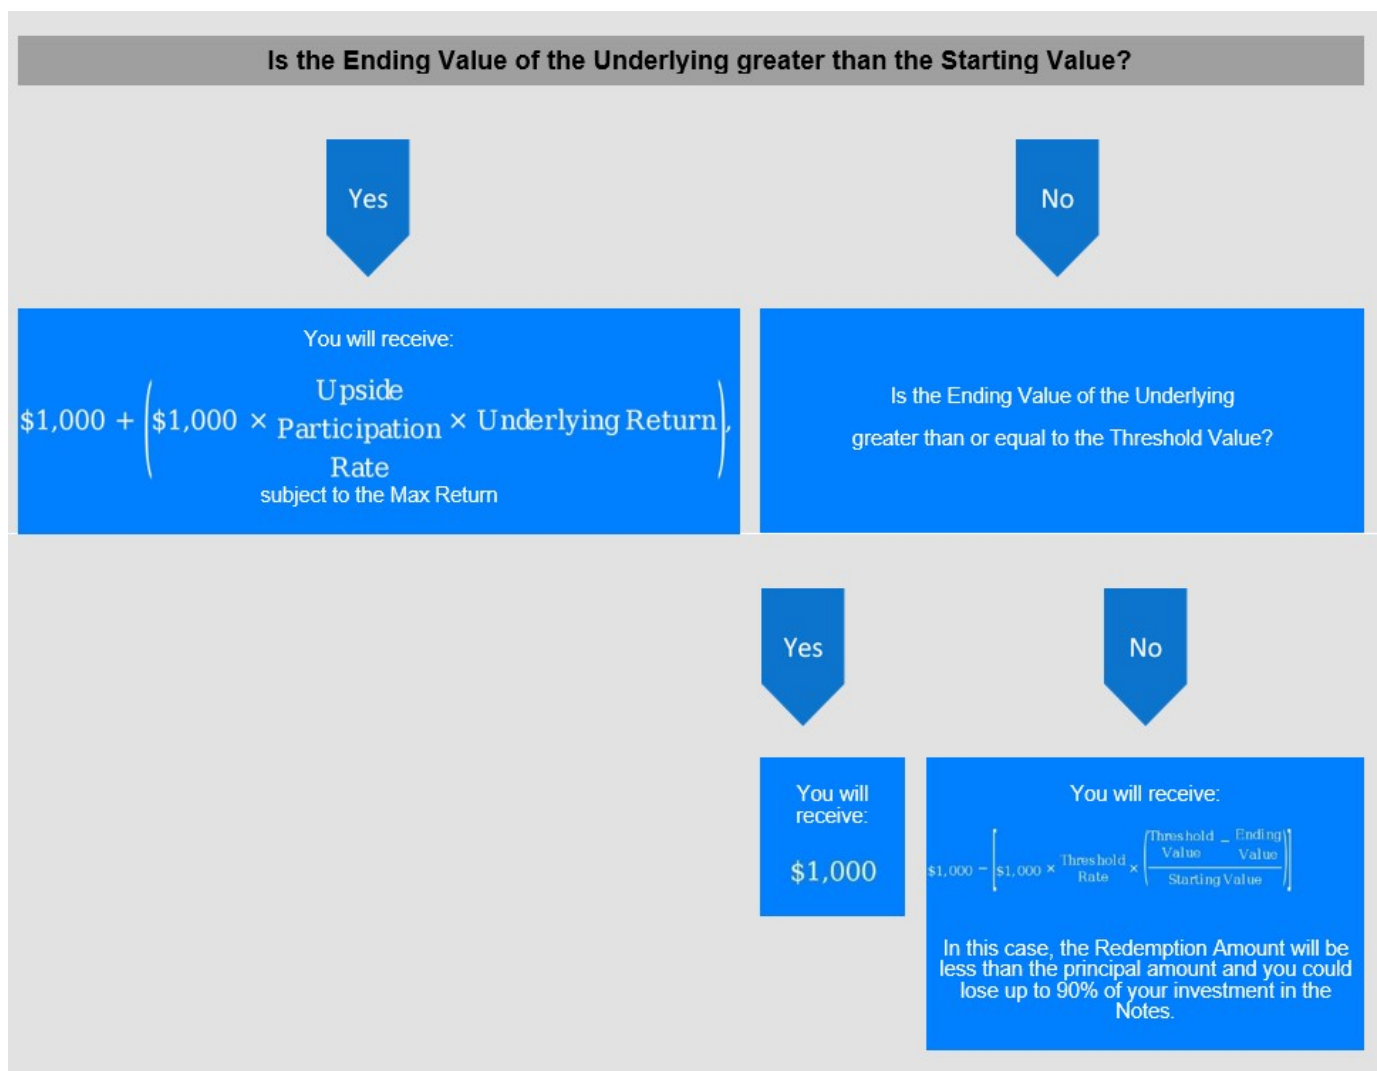 Is the Ending Value of the Underlying greater than the Starting Value?
Yes
No
You will receive:
$1,000 + ($1,000 × Upside Participation Rate × Underlying Return),
subject to the Max Return
Is the Ending Value of the Underlying
greater than or equal to the Threshold Value?
Yes
No
You will
receive:
$1,000
You will receive:
$1,000 − [$1,000 × Threshold Rate × (Threshold Value − Ending Value / Starting Value)]
In this case, the Redemption Amount will be
less than the principal amount and you could
lose up to 90% of your investment in the
Notes.